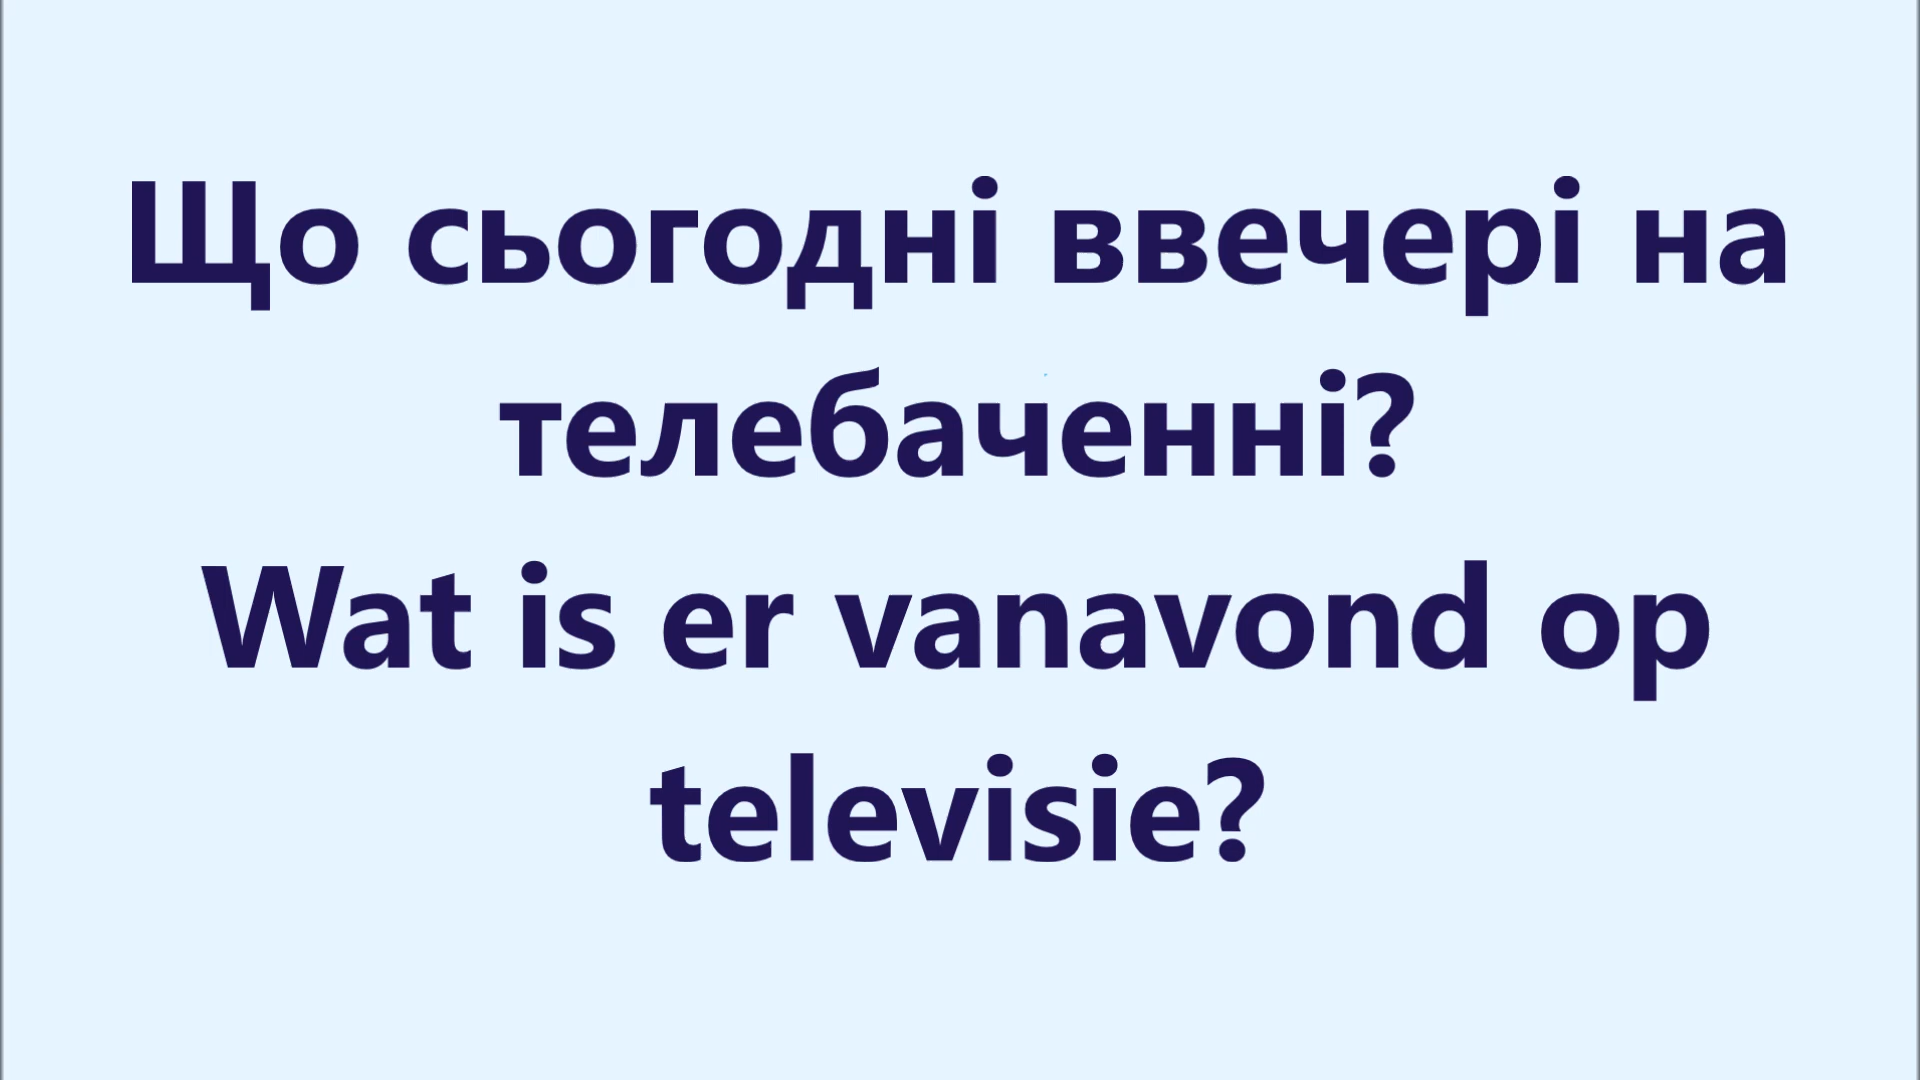 Що сьогодні ввечері на
телебаченні?
Wat is er vanavond op
televisie?